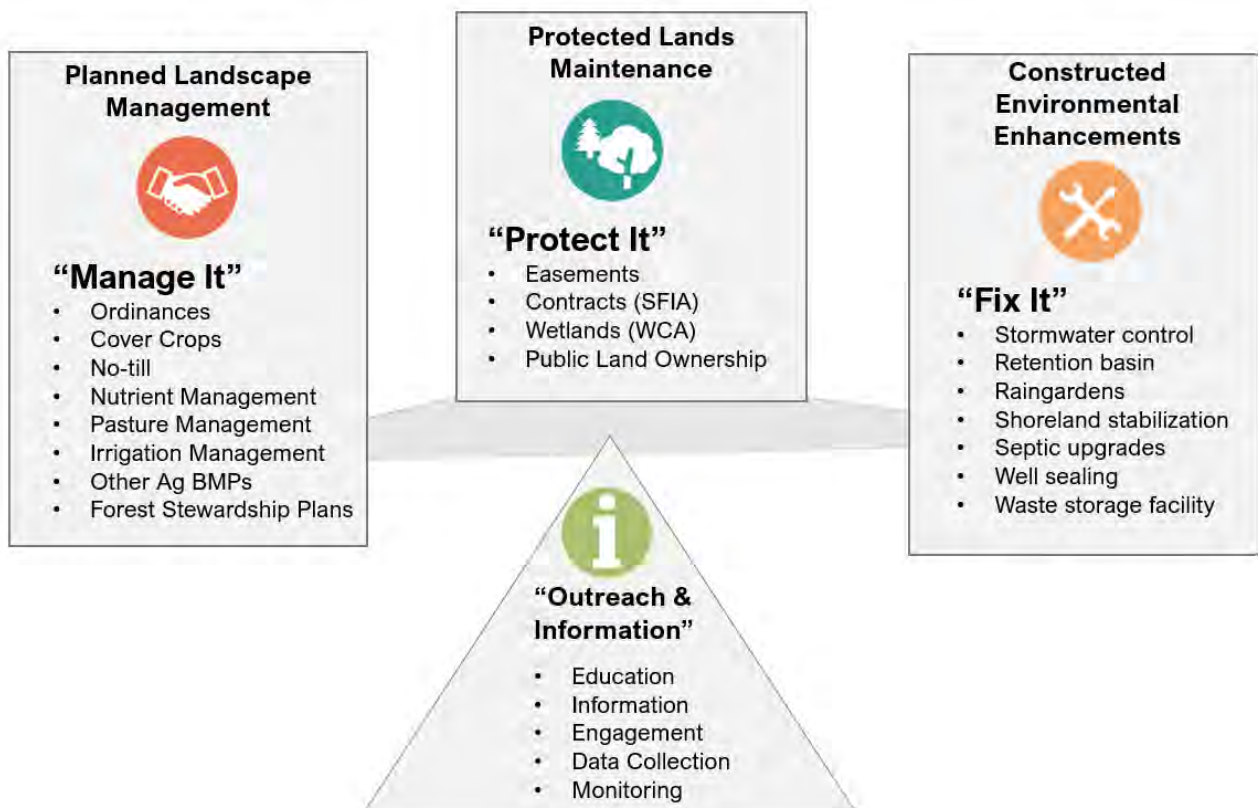 Planned Landscape
Management
“Manage It”
• Ordinances
• Cover Crops
• No-till
• Nutrient Management
• Pasture Management
• Irrigation Management
• Other Ag BMPs
• Forest Stewardship Plans
Protected Lands
Maintenance
“Protect It”
• Easements
• Contracts (SFIA)
• Wetlands (WCA)
• Public Land Ownership
Constructed
Environmental
Enhancements
“Fix It”
• Stormwater control
• Retention basin
• Raingardens
• Shoreland stabilization
• Septic upgrades
• Well sealing
• Waste storage facility
i
“Outreach &
Information”
• Education
• Information
• Engagement
• Data Collection
• Monitoring